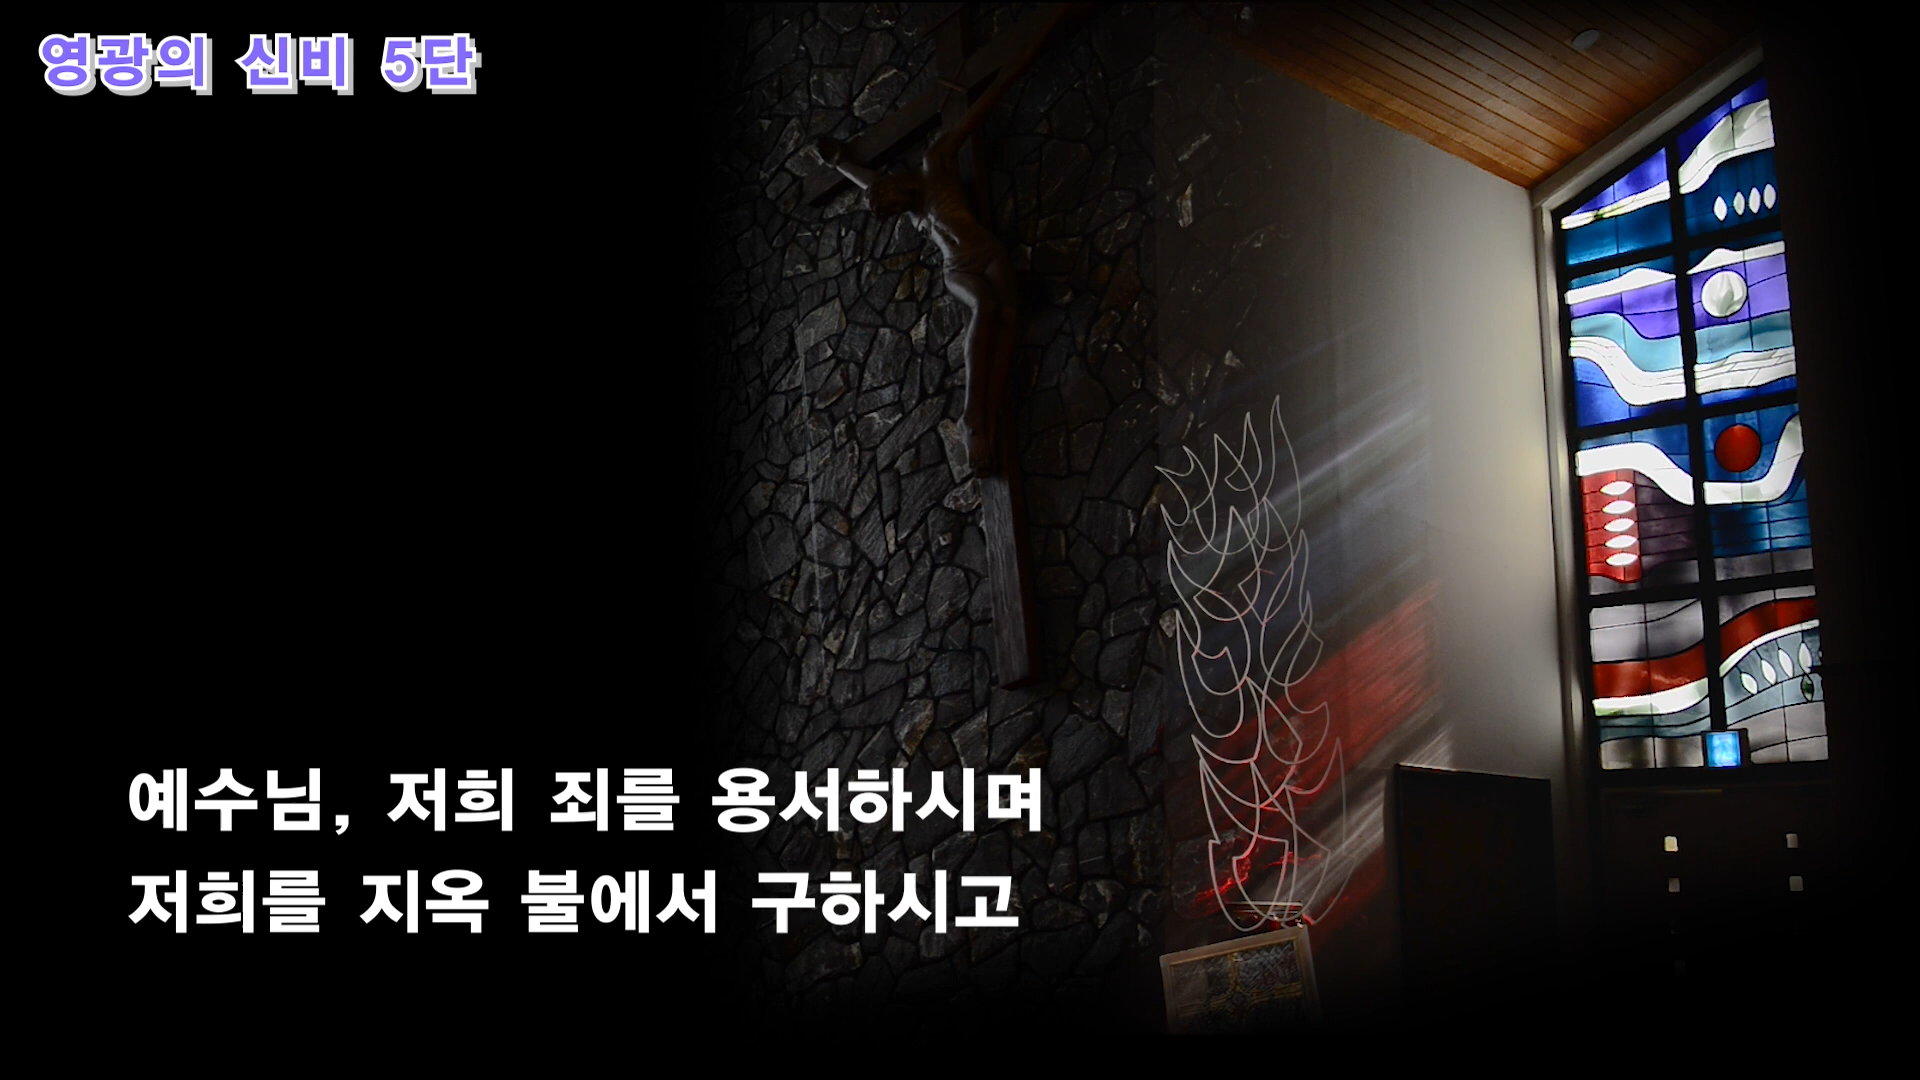 영광의 신비 5단
예수님, 저희 죄를 용서하시며
저희를 지옥 불에서 구하시고